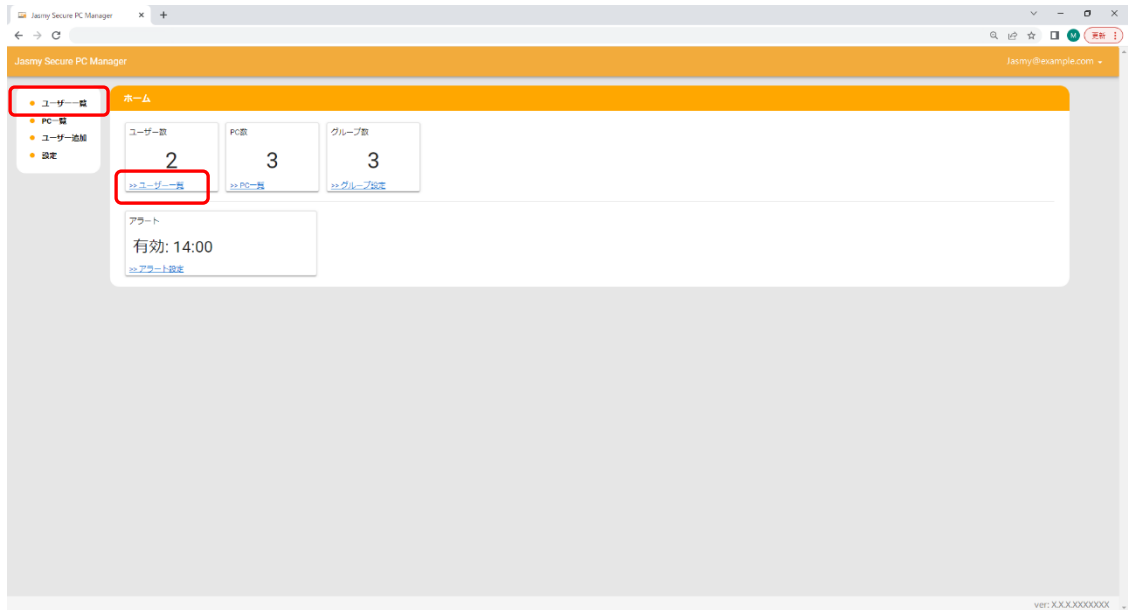 Jasmy Secure PC Manager
M
更新
Jasmy Secure PC Manager
Jasmy@example.com
ユーザー一覧
PC一覧
ユーザー追加
設定
ホーム
ユーザー数
2
>> ユーザー一覧
PC数
3
>> PC一覧
グループ数
3
>> グループ設定
アラート
有効: 14:00
>> アラート設定
ver: X.X.X.XXXXXXX